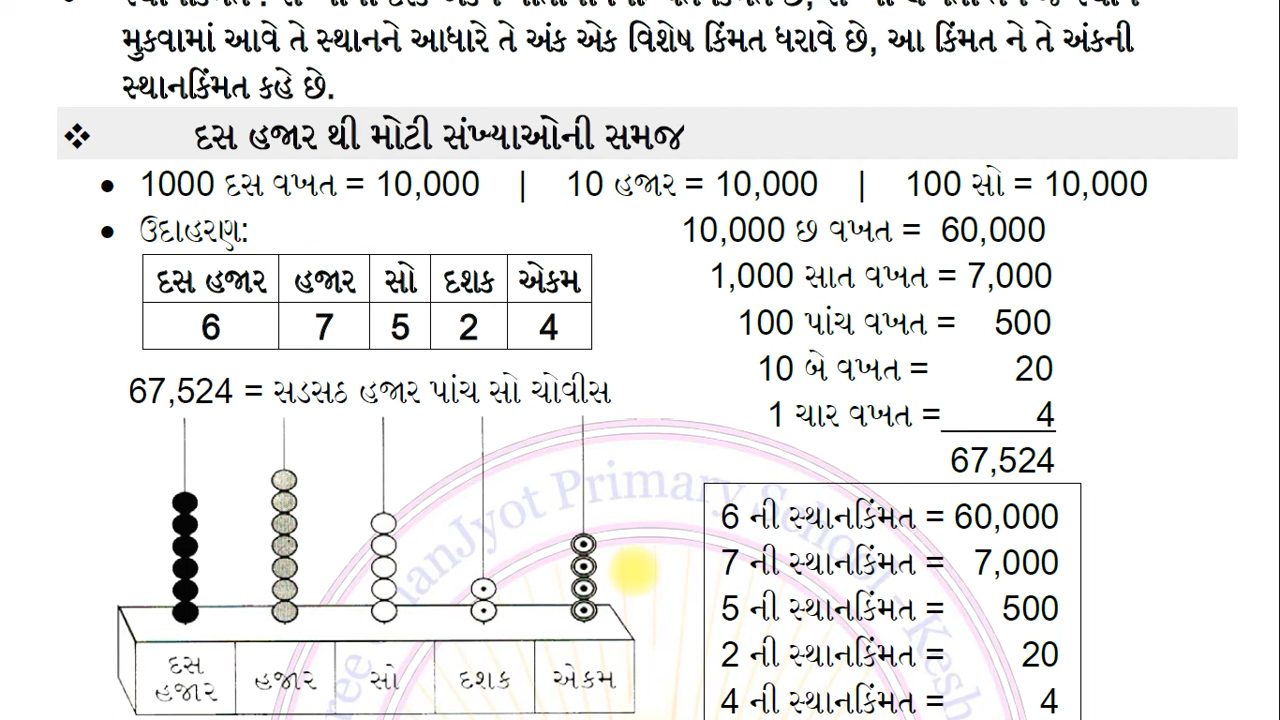 મુકવામાં આવે તે સ્થાનને આધારે તે અંક એક વિશેષ કિંમત ધરાવે છે, આ કિંમત ને તે અંકની
સ્થાનકિંમત કહે છે.
❖ દસ હજાર થી મોટી સંખ્યાઓની સમજ
• 1000 દસ વખત = 10,000 | 10 હજાર = 10,000 | 100 સો = 10,000
• ઉદાહરણ:
દસ હજાર હજાર સો દશક એકમ
6 7 5 2 4
67,524 = સડસઠ હજાર પાંચ સો ચોવીસ
10,000 છ વખત = 60,000
1,000 સાત વખત = 7,000
100 પાંચ વખત = 500
10 બે વખત = 20
1 ચાર વખત = 4
67,524
દસ હજાર હજાર સો દશક એકમ
6 ની સ્થાનકિંમત = 60,000
7 ની સ્થાનકિંમત = 7,000
5 ની સ્થાનકિંમત = 500
2 ની સ્થાનકિંમત = 20
4 ની સ્થાનકિંમત = 4
Primary School